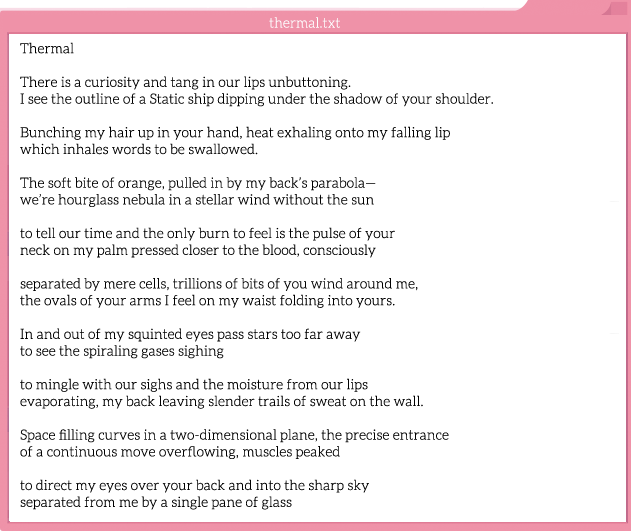 thermal.txt
Thermal
There is a curiosity and tang in our lips unbuttoning.
I see the outline of a Static ship dipping under the shadow of your shoulder.
Bunching my hair up in your hand, heat exhaling onto my falling lip
which inhales words to be swallowed.
The soft bite of orange, pulled in by my back's parabola—
we're hourglass nebula in a stellar wind without the sun
to tell our time and the only burn to feel is the pulse of your
neck on my palm pressed closer to the blood, consciously
separated by mere cells, trillions of bits of you wind around me,
the ovals of your arms I feel on my waist folding into yours.
In and out of my squinted eyes pass stars too far away
to see the spiraling gases sighing
to mingle with our sighs and the moisture from our lips
evaporating, my back leaving slender trails of sweat on the wall.
Space filling curves in a two-dimensional plane, the precise entrance
of a continuous move overflowing, muscles peaked
to direct my eyes over your back and into the sharp sky
separated from me by a single pane of glass